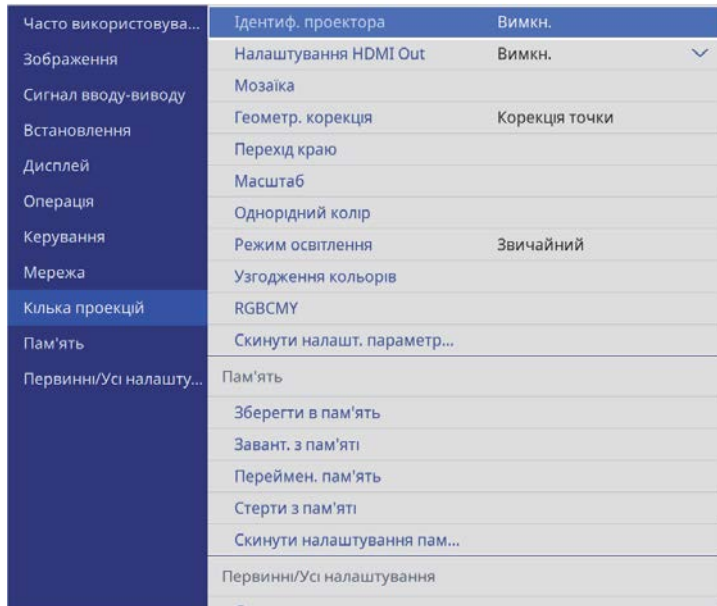 Часто використовува...
Зображення
Сигнал вводу-виводу
Встановлення
Дисплей
Операція
Керування
Мережа
Кілька проекцій
Пам'ять
Первинні/Усі налашту...
Ідентиф. проектора Вимкн.
Налаштування HDMI Out Вимкн.
Мозаїка
Геометр. корекція Корекція точки
Перехід краю
Масштаб
Однорідний колір
Режим освітлення Звичайний
Узгодження кольорів
RGBCMY
Скинути налашт. параметр...
Пам'ять
Зберегти в пам'ять
Завант. з пам'яті
Переймен. пам'ять
Стерти з пам'яті
Скинути налаштування пам...
Первинні/Усі налаштування